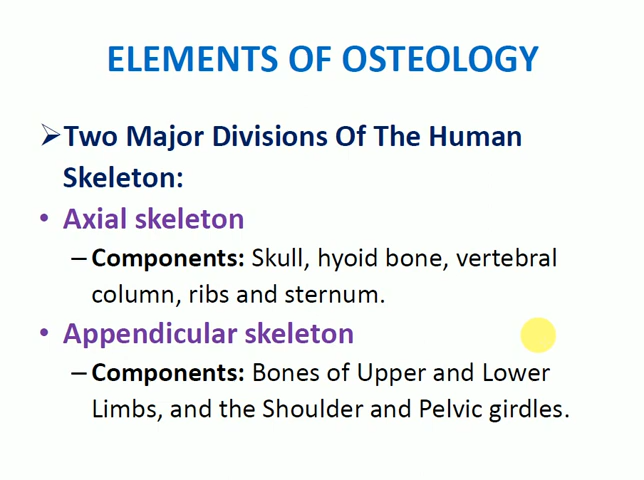 ELEMENTS OF OSTEOLOGY
➢Two Major Divisions Of The Human
Skeleton:
• Axial skeleton
– Components: Skull, hyoid bone, vertebral
column, ribs and sternum.
• Appendicular skeleton
– Components: Bones of Upper and Lower
Limbs, and the Shoulder and Pelvic girdles.